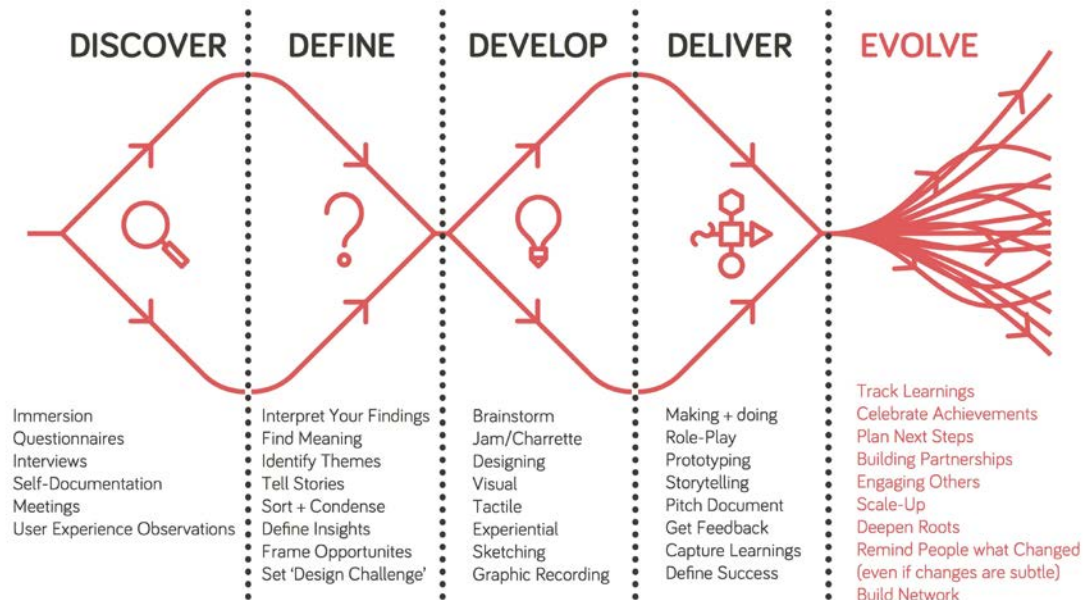 DISCOVER
DEFINE
DEVELOP
DELIVER
EVOLVE
Immersion
Questionnaires
Interviews
Self-Documentation
Meetings
User Experience Observations
Interpret Your Findings
Find Meaning
Identify Themes
Tell Stories
Sort + Condense
Define Insights
Frame Opportunites
Set 'Design Challenge'
Brainstorm
Jam/Charrette
Designing
Visual
Tactile
Experiential
Sketching
Graphic Recording
Making + doing
Role-Play
Prototyping
Storytelling
Pitch Document
Get Feedback
Capture Learnings
Define Success
Track Learnings
Celebrate Achievements
Plan Next Steps
Building Partnerships
Engaging Others
Scale-Up
Deepen Roots
Remind People what Changed
(even if changes are subtle)
Build Network